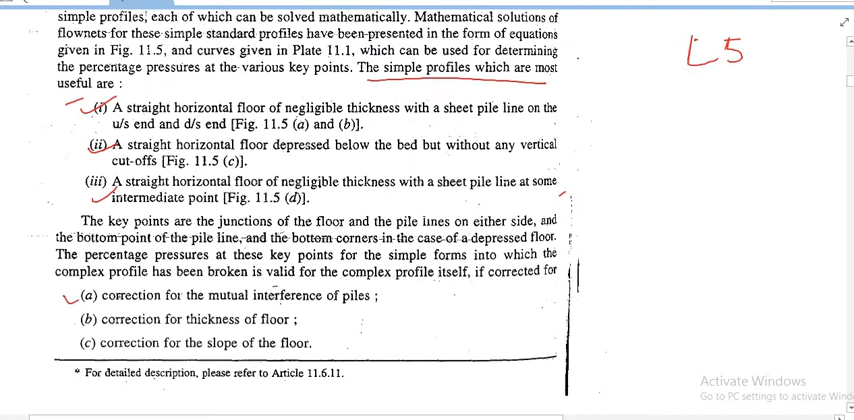 simple profiles, each of which can be solved mathematically. Mathematical solutions of
flownets for these simple standard profiles have been presented in the form of equations
given in Fig. 11.5, and curves given in Plate 11.1, which can be used for determining
the percentage pressures at the various key points. The simple profiles which are most
useful are :
L5
(i) A straight horizontal floor of negligible thickness with a sheet pile line on the
u/s end and d/s end [Fig. 11.5 (a) and (b)].
(ii) A straight horizontal floor depressed below the bed but without any vertical
cut-offs [Fig. 11.5 (c)].
(iii) A straight horizontal floor of negligible thickness with a sheet pile line at some
intermediate point [Fig. 11.5 (d)].
The key points are the junctions of the floor and the pile lines on either side, and
the bottom point of the pile line, and the bottom corners in the case of a depressed floor.
The percentage pressures at these key points for the simple forms into which the
complex profile has been broken is valid for the complex profile itself, if corrected for
(a) correction for the mutual interference of piles ;
(b) correction for thickness of floor ;
(c) correction for the slope of the floor.
* For detailed description, please refer to Article 11.6.11.
Activate Windows
Go to PC settings to activate Wind